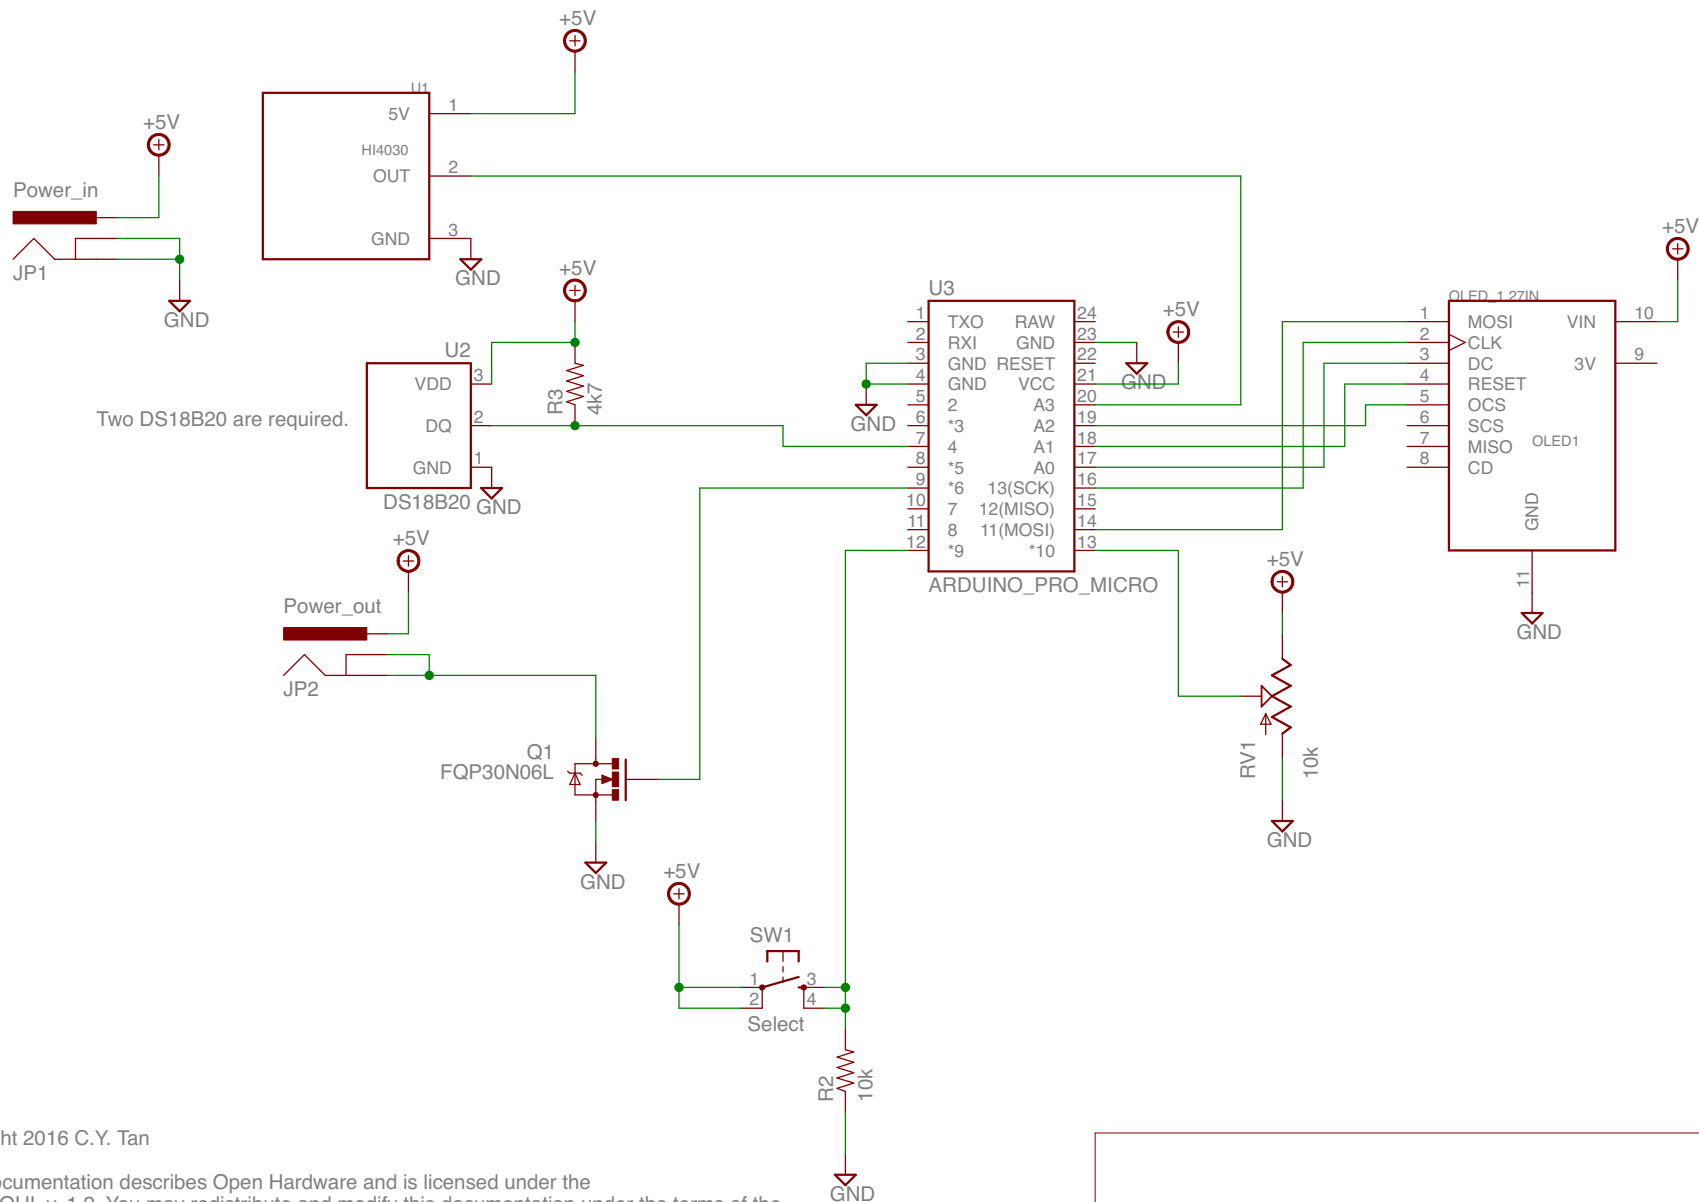 +5V
U1
5V
1
HI4030
OUT
2
GND
3
GND
+5V
Power_in
JP1
GND
+5V
U2
VDD
3
R3
4k7
Two DS18B20 are required.
DQ
2
GND
1
DS18B20
GND
+5V
Power_out
JP2
Q1
FQP30N06L
GND
U3
1 TXO RAW 24
2 RXI GND 23
3 GND RESET 22
4 GND VCC 21
5 2 A3 20
6 *3 A2 19
7 4 A1 18
8 *5 A0 17
9 *6 13(SCK) 16
10 7 12(MISO) 15
11 8 11(MOSI) 14
12 *9 *10 13
ARDUINO_PRO_MICRO
GND
GND
+5V
OLED_1.27IN
1 MOSI VIN 10
2 CLK
3 DC 3V 9
4 RESET
5 OCS
6 SCS
7 MISO OLED1
8 CD
GND
11
GND
+5V
+5V
RV1
10k
GND
+5V
SW1
1 3
2 4
Select
R2
10k
GND
ht 2016 C.Y. Tan
ocumentation describes Open Hardware and is licensed under the